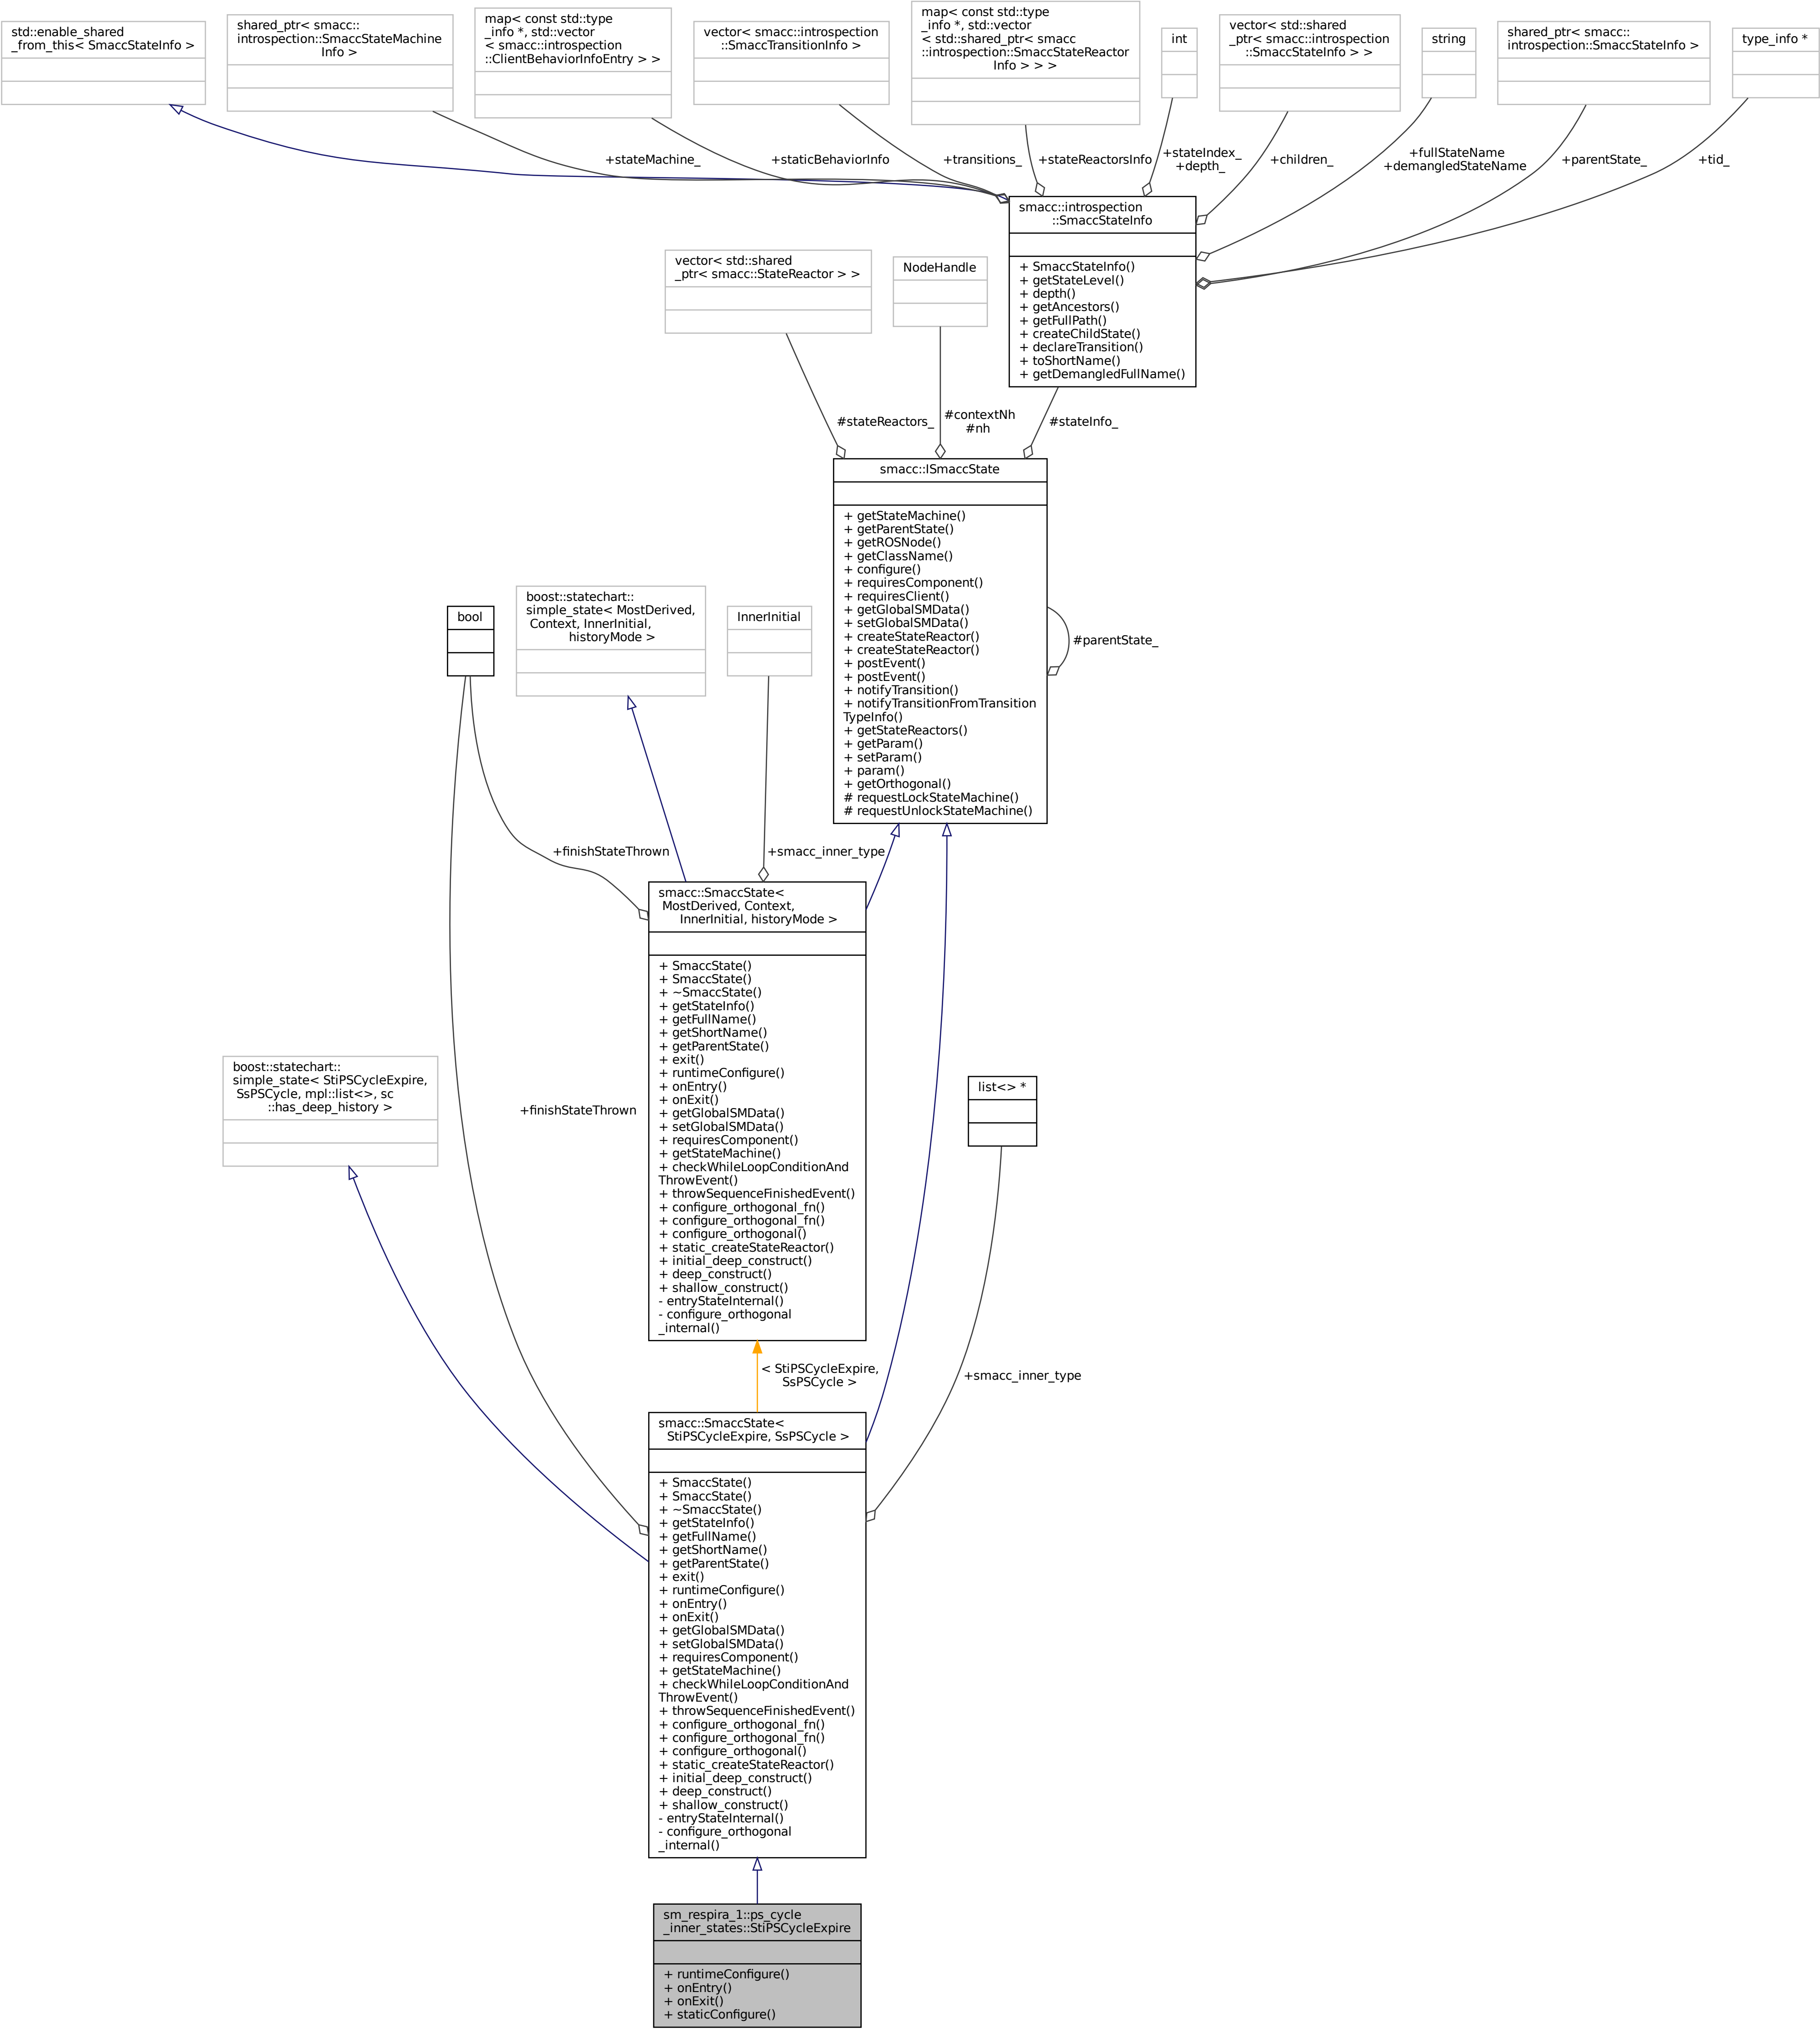 std::enable_shared
_from_this< SmaccStateInfo >
shared_ptr< smacc::
introspection::SmaccStateMachine
Info >
map< const std::type
_info *, std::vector
< smacc::introspection
::ClientBehaviorInfoEntry > >
vector< smacc::introspection
::SmaccTransitionInfo >
map< const std::type
_info *, std::vector
< std::shared_ptr< smacc
::introspection::SmaccStateReactor
Info > > >
int
vector< std::shared
_ptr< smacc::introspection
::SmaccStateInfo > >
string
shared_ptr< smacc::
introspection::SmaccStateInfo >
type_info *
+stateMachine_
+staticBehaviorInfo
+transitions_
+stateReactorsInfo
+stateIndex_
+depth_
+children_
+fullStateName
+demangledStateName
+parentState_
+tid_
smacc::introspection
::SmaccStateInfo
+ SmaccStateInfo()
+ getStateLevel()
+ depth()
+ getAncestors()
+ getFullPath()
+ createChildState()
+ declareTransition()
+ toShortName()
+ getDemangledFullName()
vector< std::shared
_ptr< smacc::StateReactor > >
NodeHandle
#stateReactors_
#contextNh
#nh
#stateInfo_
smacc::ISmaccState
+ getStateMachine()
+ getParentState()
+ getROSNode()
+ getClassName()
+ configure()
+ requiresComponent()
+ requiresClient()
+ getGlobalSMData()
+ setGlobalSMData()
+ createStateReactor()
+ createStateReactor()
+ postEvent()
+ postEvent()
+ notifyTransition()
+ notifyTransitionFromTransition
TypeInfo()
+ getStateReactors()
+ getParam()
+ setParam()
+ param()
+ getOrthogonal()
# requestLockStateMachine()
# requestUnlockStateMachine()
#parentState_
bool
boost::statechart::
simple_state< MostDerived,
Context, InnerInitial,
historyMode >
InnerInitial
+finishStateThrown
+smacc_inner_type
smacc::SmaccState<
MostDerived, Context,
InnerInitial, historyMode >
+ SmaccState()
+ SmaccState()
+ ~SmaccState()
+ getStateInfo()
+ getFullName()
+ getShortName()
+ getParentState()
+ exit()
+ runtimeConfigure()
+ onEntry()
+ onExit()
+ getGlobalSMData()
+ setGlobalSMData()
+ requiresComponent()
+ getStateMachine()
+ checkWhileLoopConditionAnd
ThrowEvent()
+ throwSequenceFinishedEvent()
+ configure_orthogonal_fn()
+ configure_orthogonal_fn()
+ configure_orthogonal()
+ static_createStateReactor()
+ initial_deep_construct()
+ deep_construct()
+ shallow_construct()
- entryStateInternal()
- configure_orthogonal
_internal()
boost::statechart::
simple_state< StiPSCycleExpire,
SsPSCycle, mpl::list<>, sc
::has_deep_history >
+finishStateThrown
list<> *
< StiPSCycleExpire,
SsPSCycle >
+smacc_inner_type
smacc::SmaccState<
StiPSCycleExpire, SsPSCycle >
+ SmaccState()
+ SmaccState()
+ ~SmaccState()
+ getStateInfo()
+ getFullName()
+ getShortName()
+ getParentState()
+ exit()
+ runtimeConfigure()
+ onEntry()
+ onExit()
+ getGlobalSMData()
+ setGlobalSMData()
+ requiresComponent()
+ getStateMachine()
+ checkWhileLoopConditionAnd
ThrowEvent()
+ throwSequenceFinishedEvent()
+ configure_orthogonal_fn()
+ configure_orthogonal_fn()
+ configure_orthogonal()
+ static_createStateReactor()
+ initial_deep_construct()
+ deep_construct()
+ shallow_construct()
- entryStateInternal()
- configure_orthogonal
_internal()
sm_respira_1::ps_cycle
_inner_states::StiPSCycleExpire
+ runtimeConfigure()
+ onEntry()
+ onExit()
+ staticConfigure()